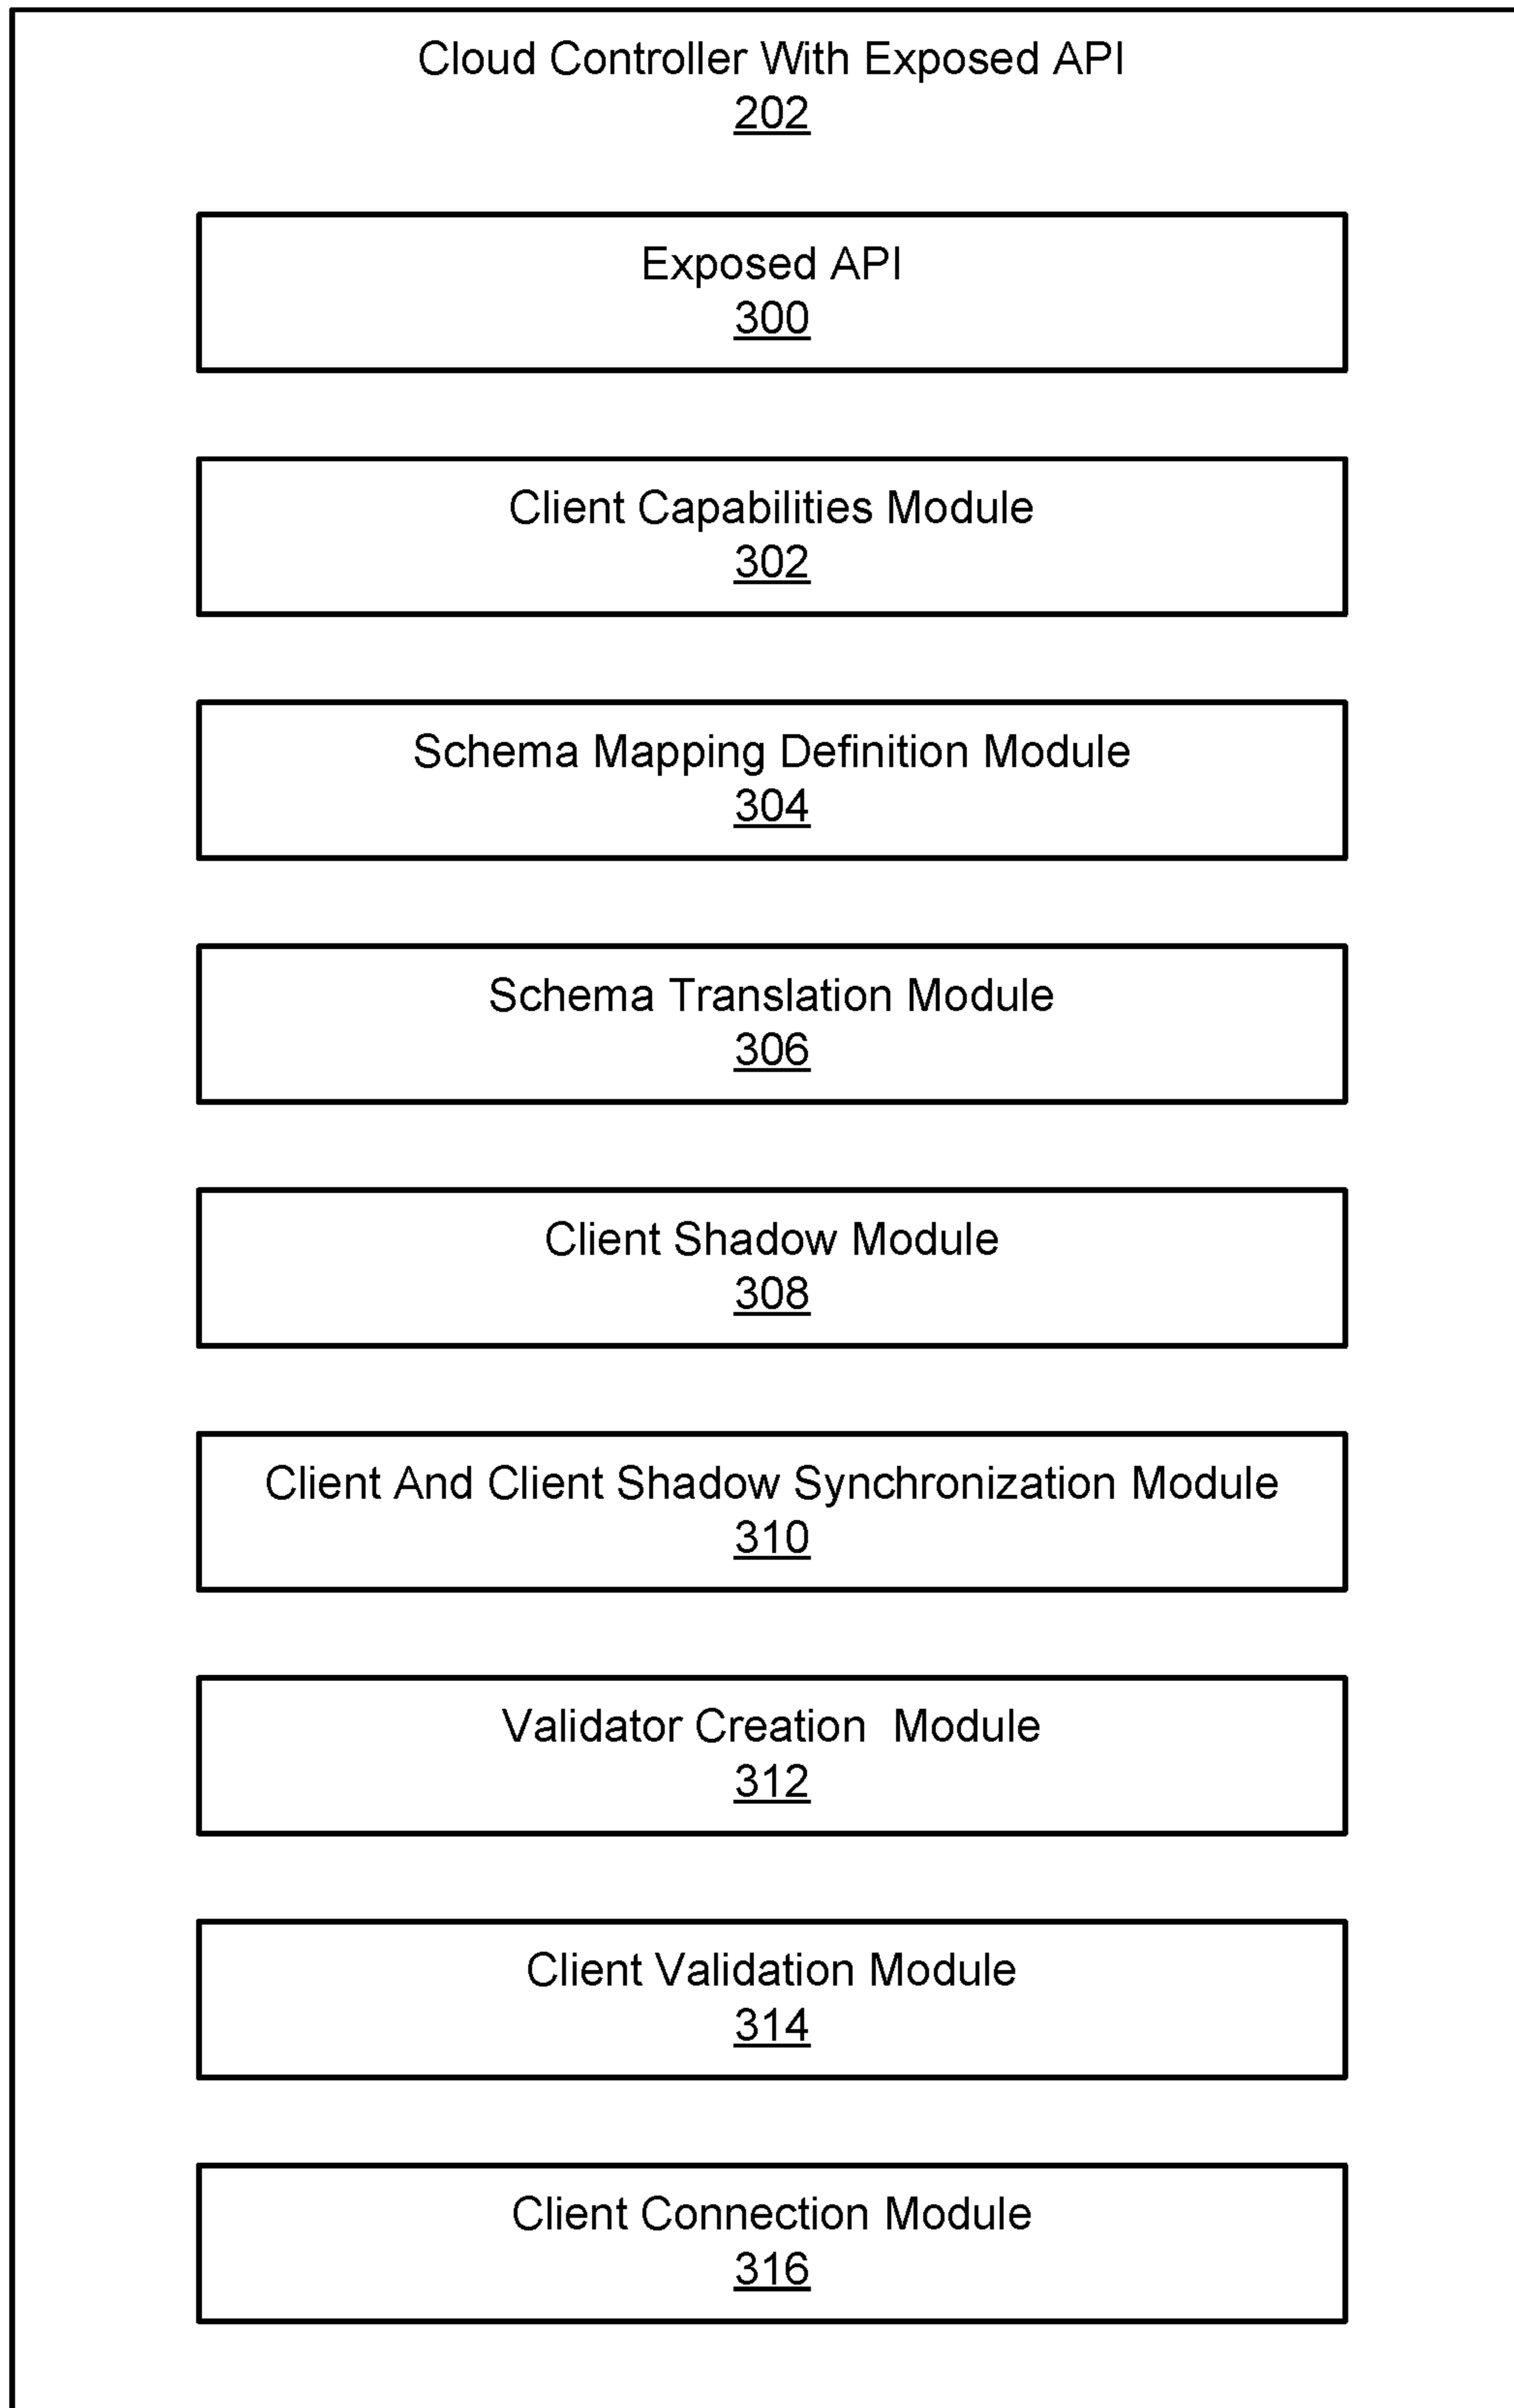 Cloud Controller With Exposed API
202
Exposed API
300
Client Capabilities Module
302
Schema Mapping Definition Module
304
Schema Translation Module
306
Client Shadow Module
308
Client And Client Shadow Synchronization Module
310
Validator Creation  Module
312
Client Validation Module
314
Client Connection Module
316